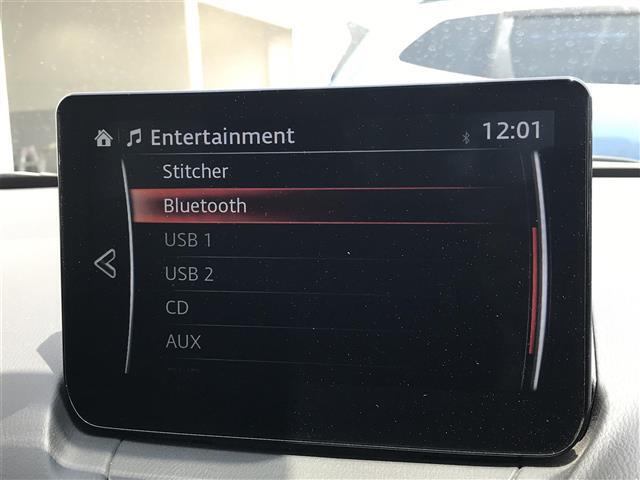 Entertainment 12:01
Stitcher
Bluetooth
USB 1
USB 2
CD
AUX